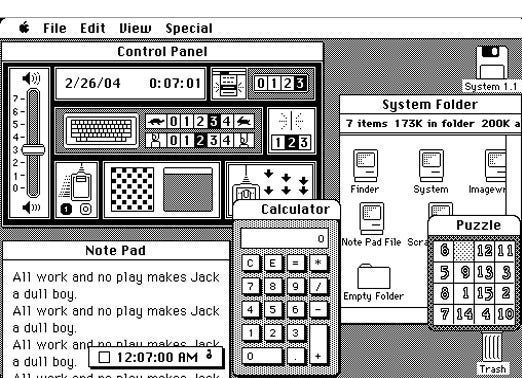 File Edit View Special
Control Panel
2/26/04 0:07:01
0 1 2 3
7-
6-
5-
4-
3-
2-
1-
0-
0 1 2 3 4
0 1 2 3 4
1 2 3
1 0
System 1.1
System Folder
7 items 173K in folder 200K a
Finder
System
Imagewr
Note Pad File
Scra
Empty Folder
Calculator
0
C E = *
7 8 9 /
4 5 6 -
1 2 3
0 . +
Puzzle
6 12 11
5 9 13 3
8 1 15 2
7 14 4 10
Note Pad
All work and no play makes Jack
a dull boy.
All work and no play makes Jack
a dull boy.
All work and no play makes Jack
a dull boy.
12:07:00 AM
All work and no play makes Jack
Trash